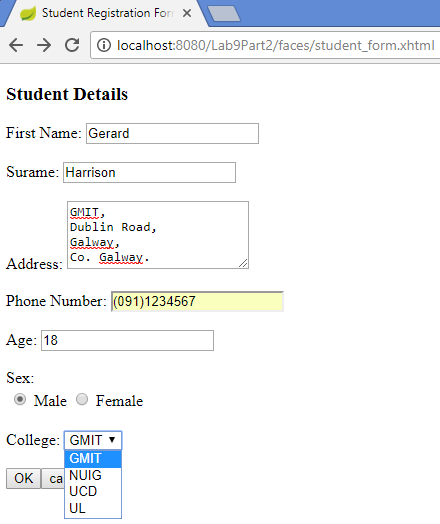 Student Registration For
localhost:8080/Lab9Part2/faces/student_form.xhtml
Student Details
First Name: Gerard
Surame: Harrison
Address: GMIT,
Dublin Road,
Galway,
Co. Galway.
Phone Number: (091)1234567
Age: 18
Sex:
Male Female
College: GMIT
GMIT
NUIG
UCD
UL
OK ca